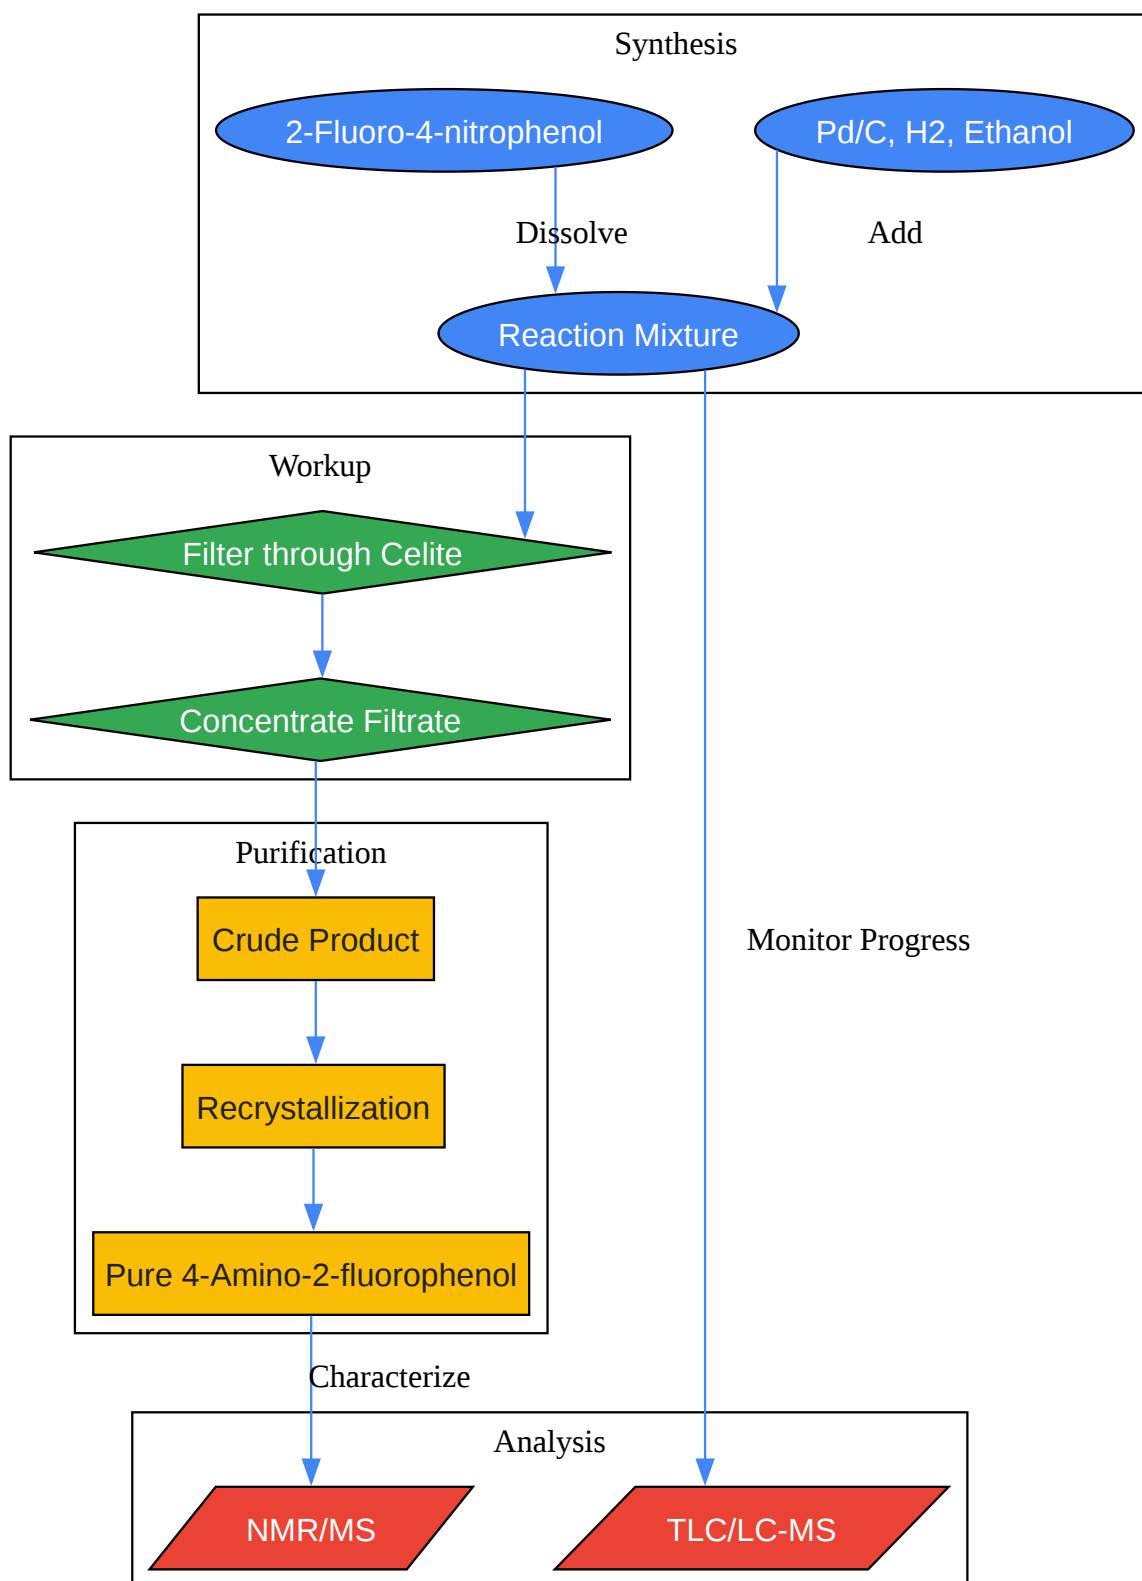 Synthesis
2-Fluoro-4-nitrophenol
Pd/C, H2, Ethanol
Dissolve
Add
Reaction Mixture
Workup
Filter through Celite
Concentrate Filtrate
Purification
Crude Product
Monitor Progress
Recrystallization
Pure 4-Amino-2-fluorophenol
Characterize
Analysis
NMR/MS
TLC/LC-MS